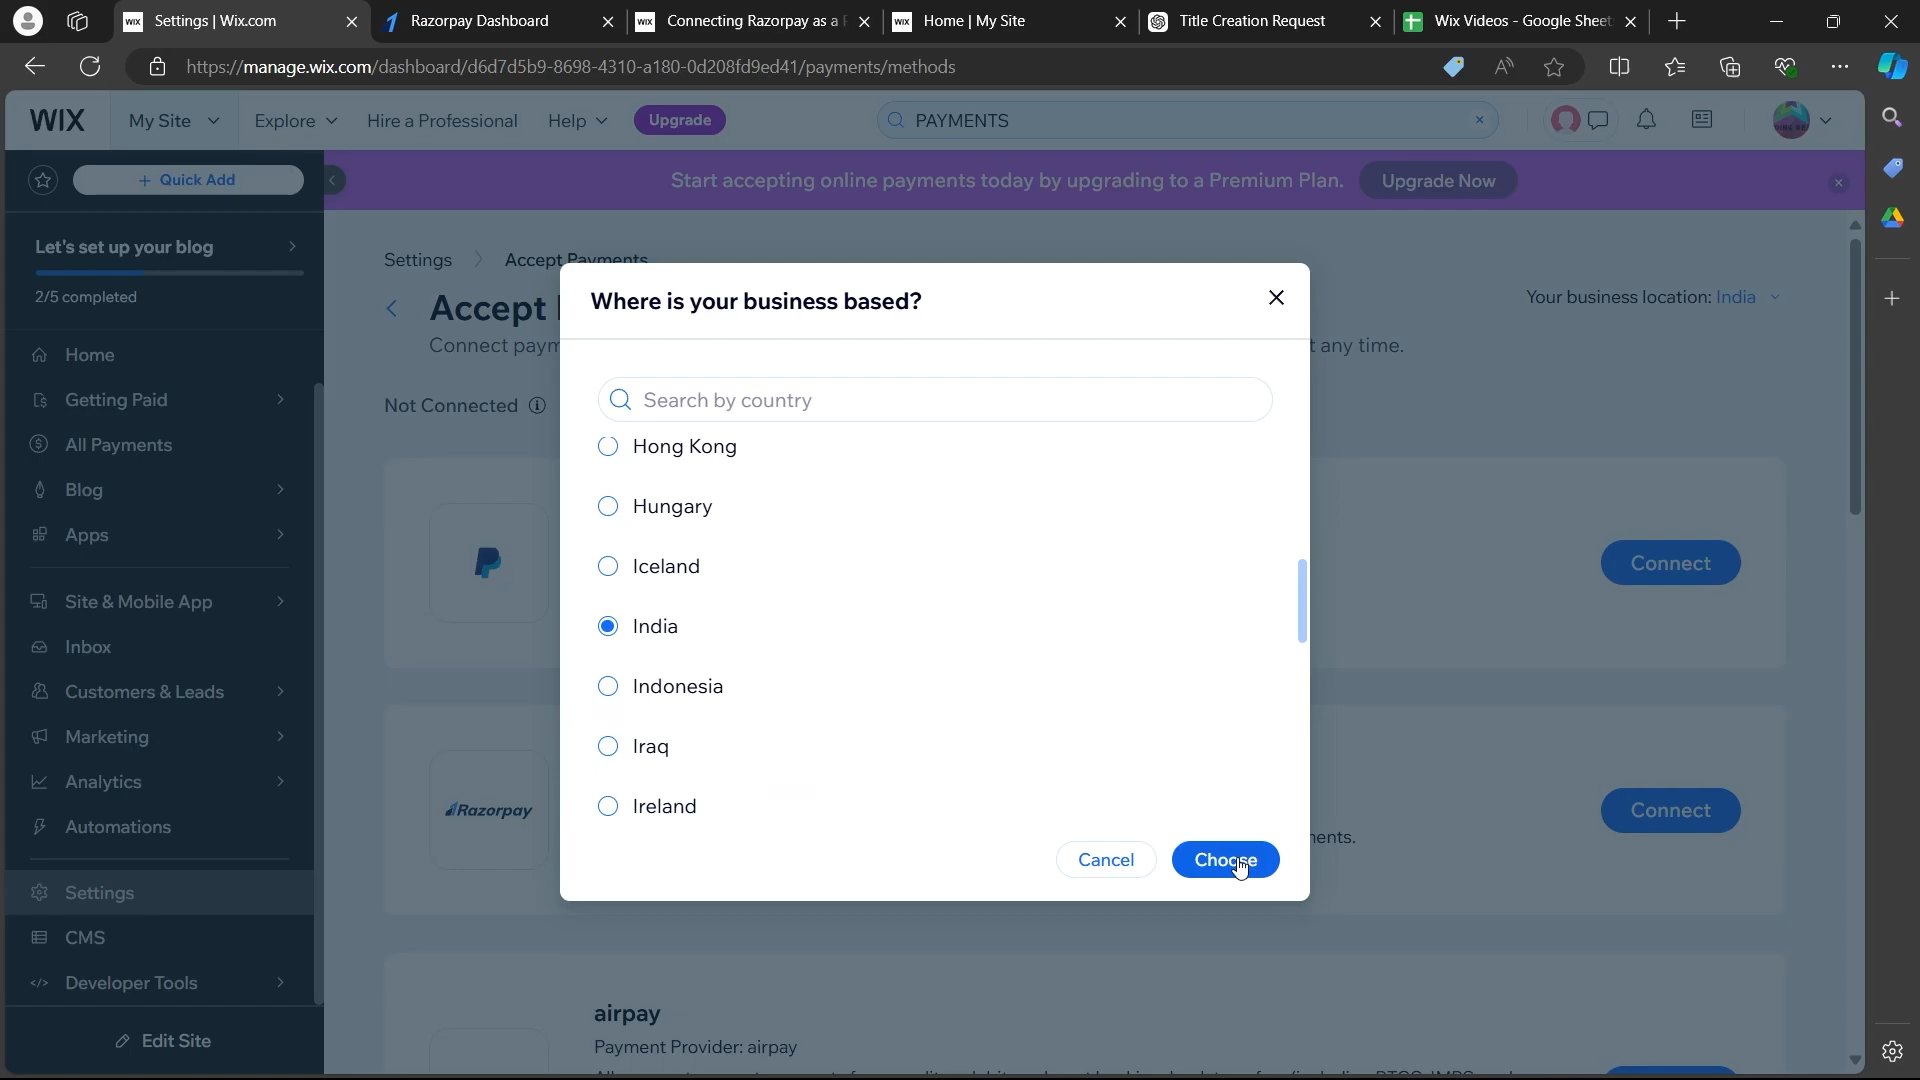 Settings | Wix.com
Razorpay Dashboard
Connecting Razorpay as a
Home | My Site
Title Creation Request
Wix Videos - Google Sheet
https://manage.wix.com/dashboard/d6d7d5b9-8698-4310-a180-0d208fd9ed41/payments/methods
WIX
My Site
Explore
Hire a Professional
Help
Upgrade
PAYMENTS
+ Quick Add
Start accepting online payments today by upgrading to a Premium Plan.
Upgrade Now
Let's set up your blog
2/5 completed
Home
Getting Paid
All Payments
Blog
Apps
Site & Mobile App
Inbox
Customers & Leads
Marketing
Analytics
Automations
Settings
CMS
Developer Tools
Edit Site
Settings > Accept Payments
Accept
Your business location: India
Connect paym
t any time.
Not Connected
Where is your business based?
Search by country
Hong Kong
Hungary
Iceland
India
Indonesia
Iraq
Ireland
Cancel
Choose
Connect
Razorpay
Connect
ents.
airpay
Payment Provider: airpay